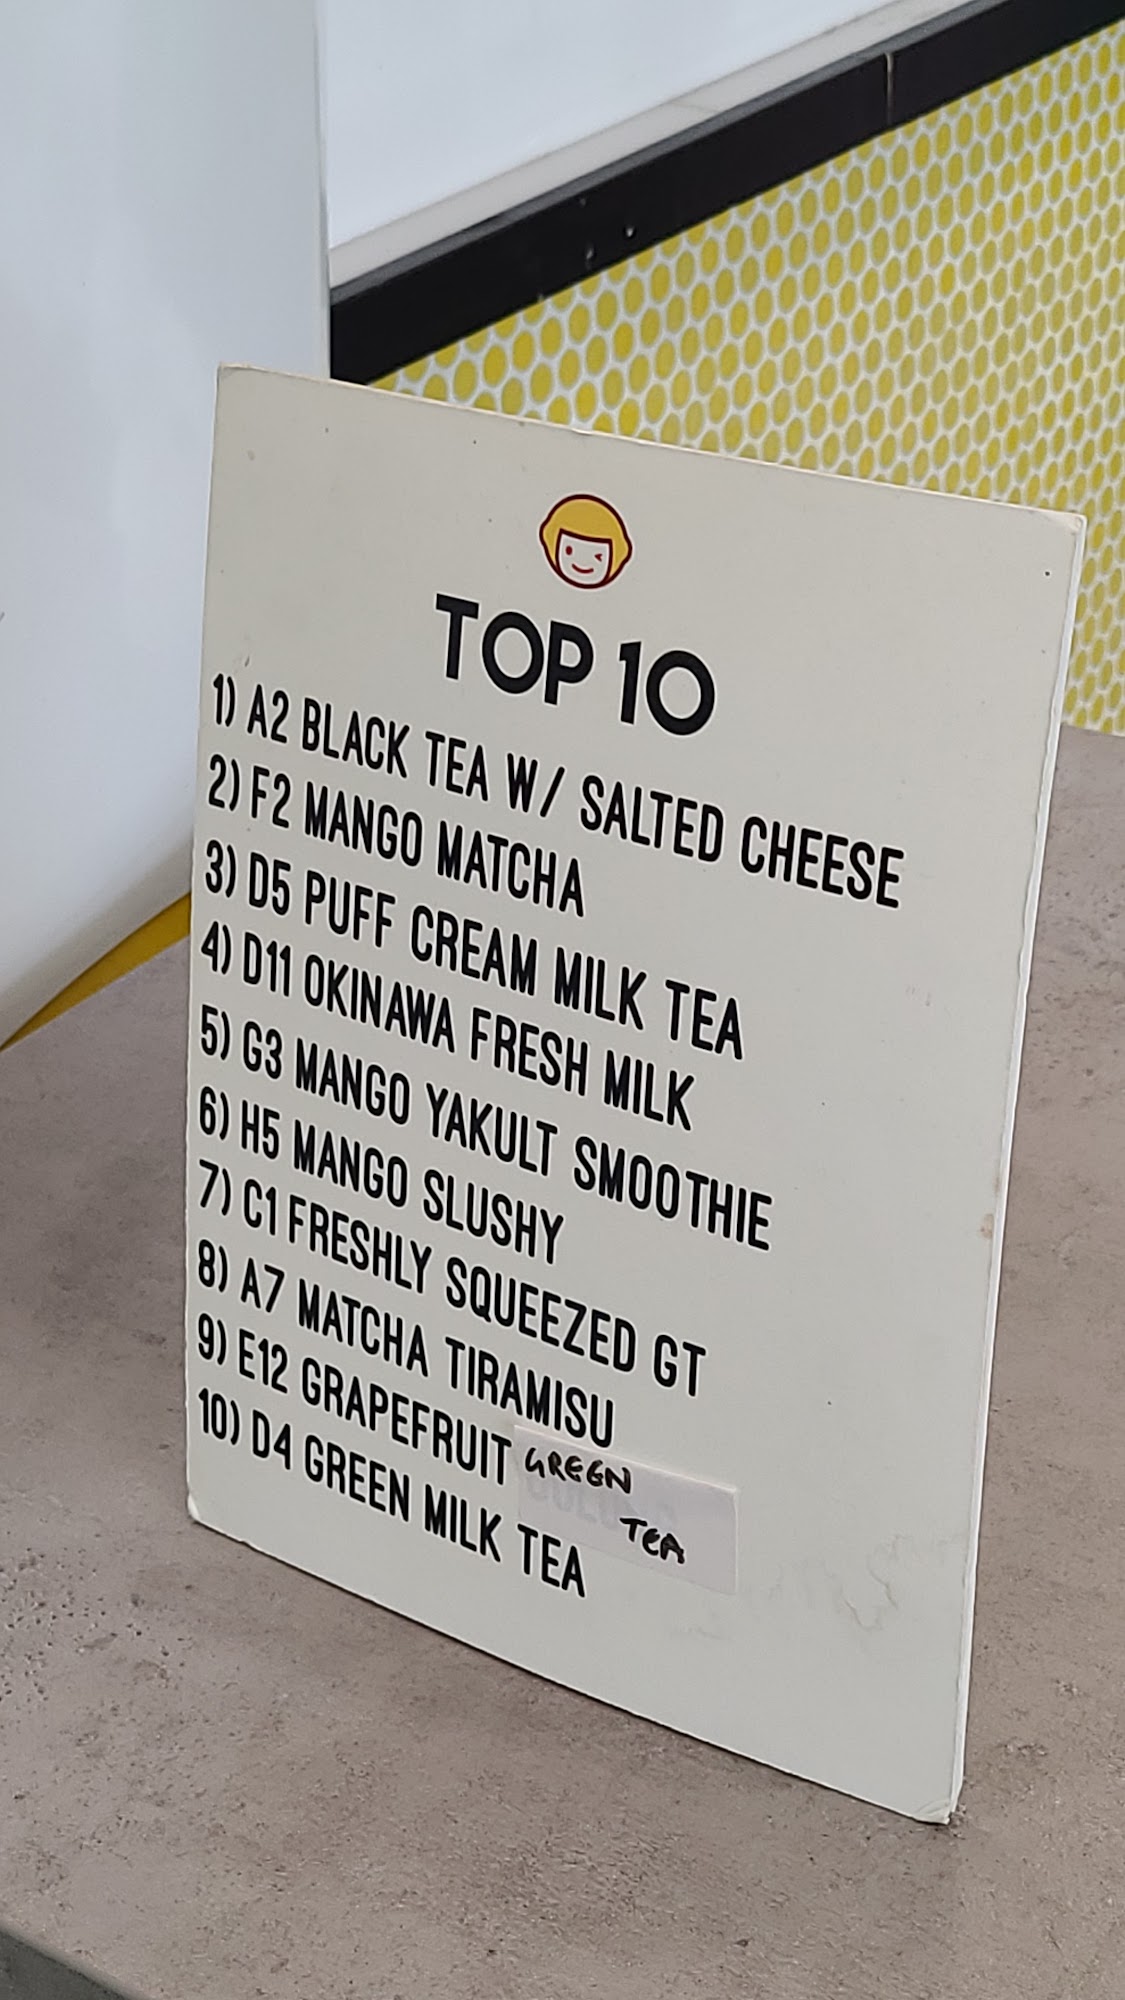 TOP 10
1) A2 BLACK TEA W/ SALTED CHEESE
2) F2 MANGO MATCHA
3) D5 PUFF CREAM MILK TEA
4) D11 OKINAWA FRESH MILK
5) G3 MANGO YAKULT SMOOTHIE
6) H5 MANGO SLUSHY
7) C1 FRESHLY SQUEEZED GT
8) A7 MATCHA TIRAMISU
9) E12 GRAPEFRUIT GREEN TEA
10) D4 GREEN MILK TEA